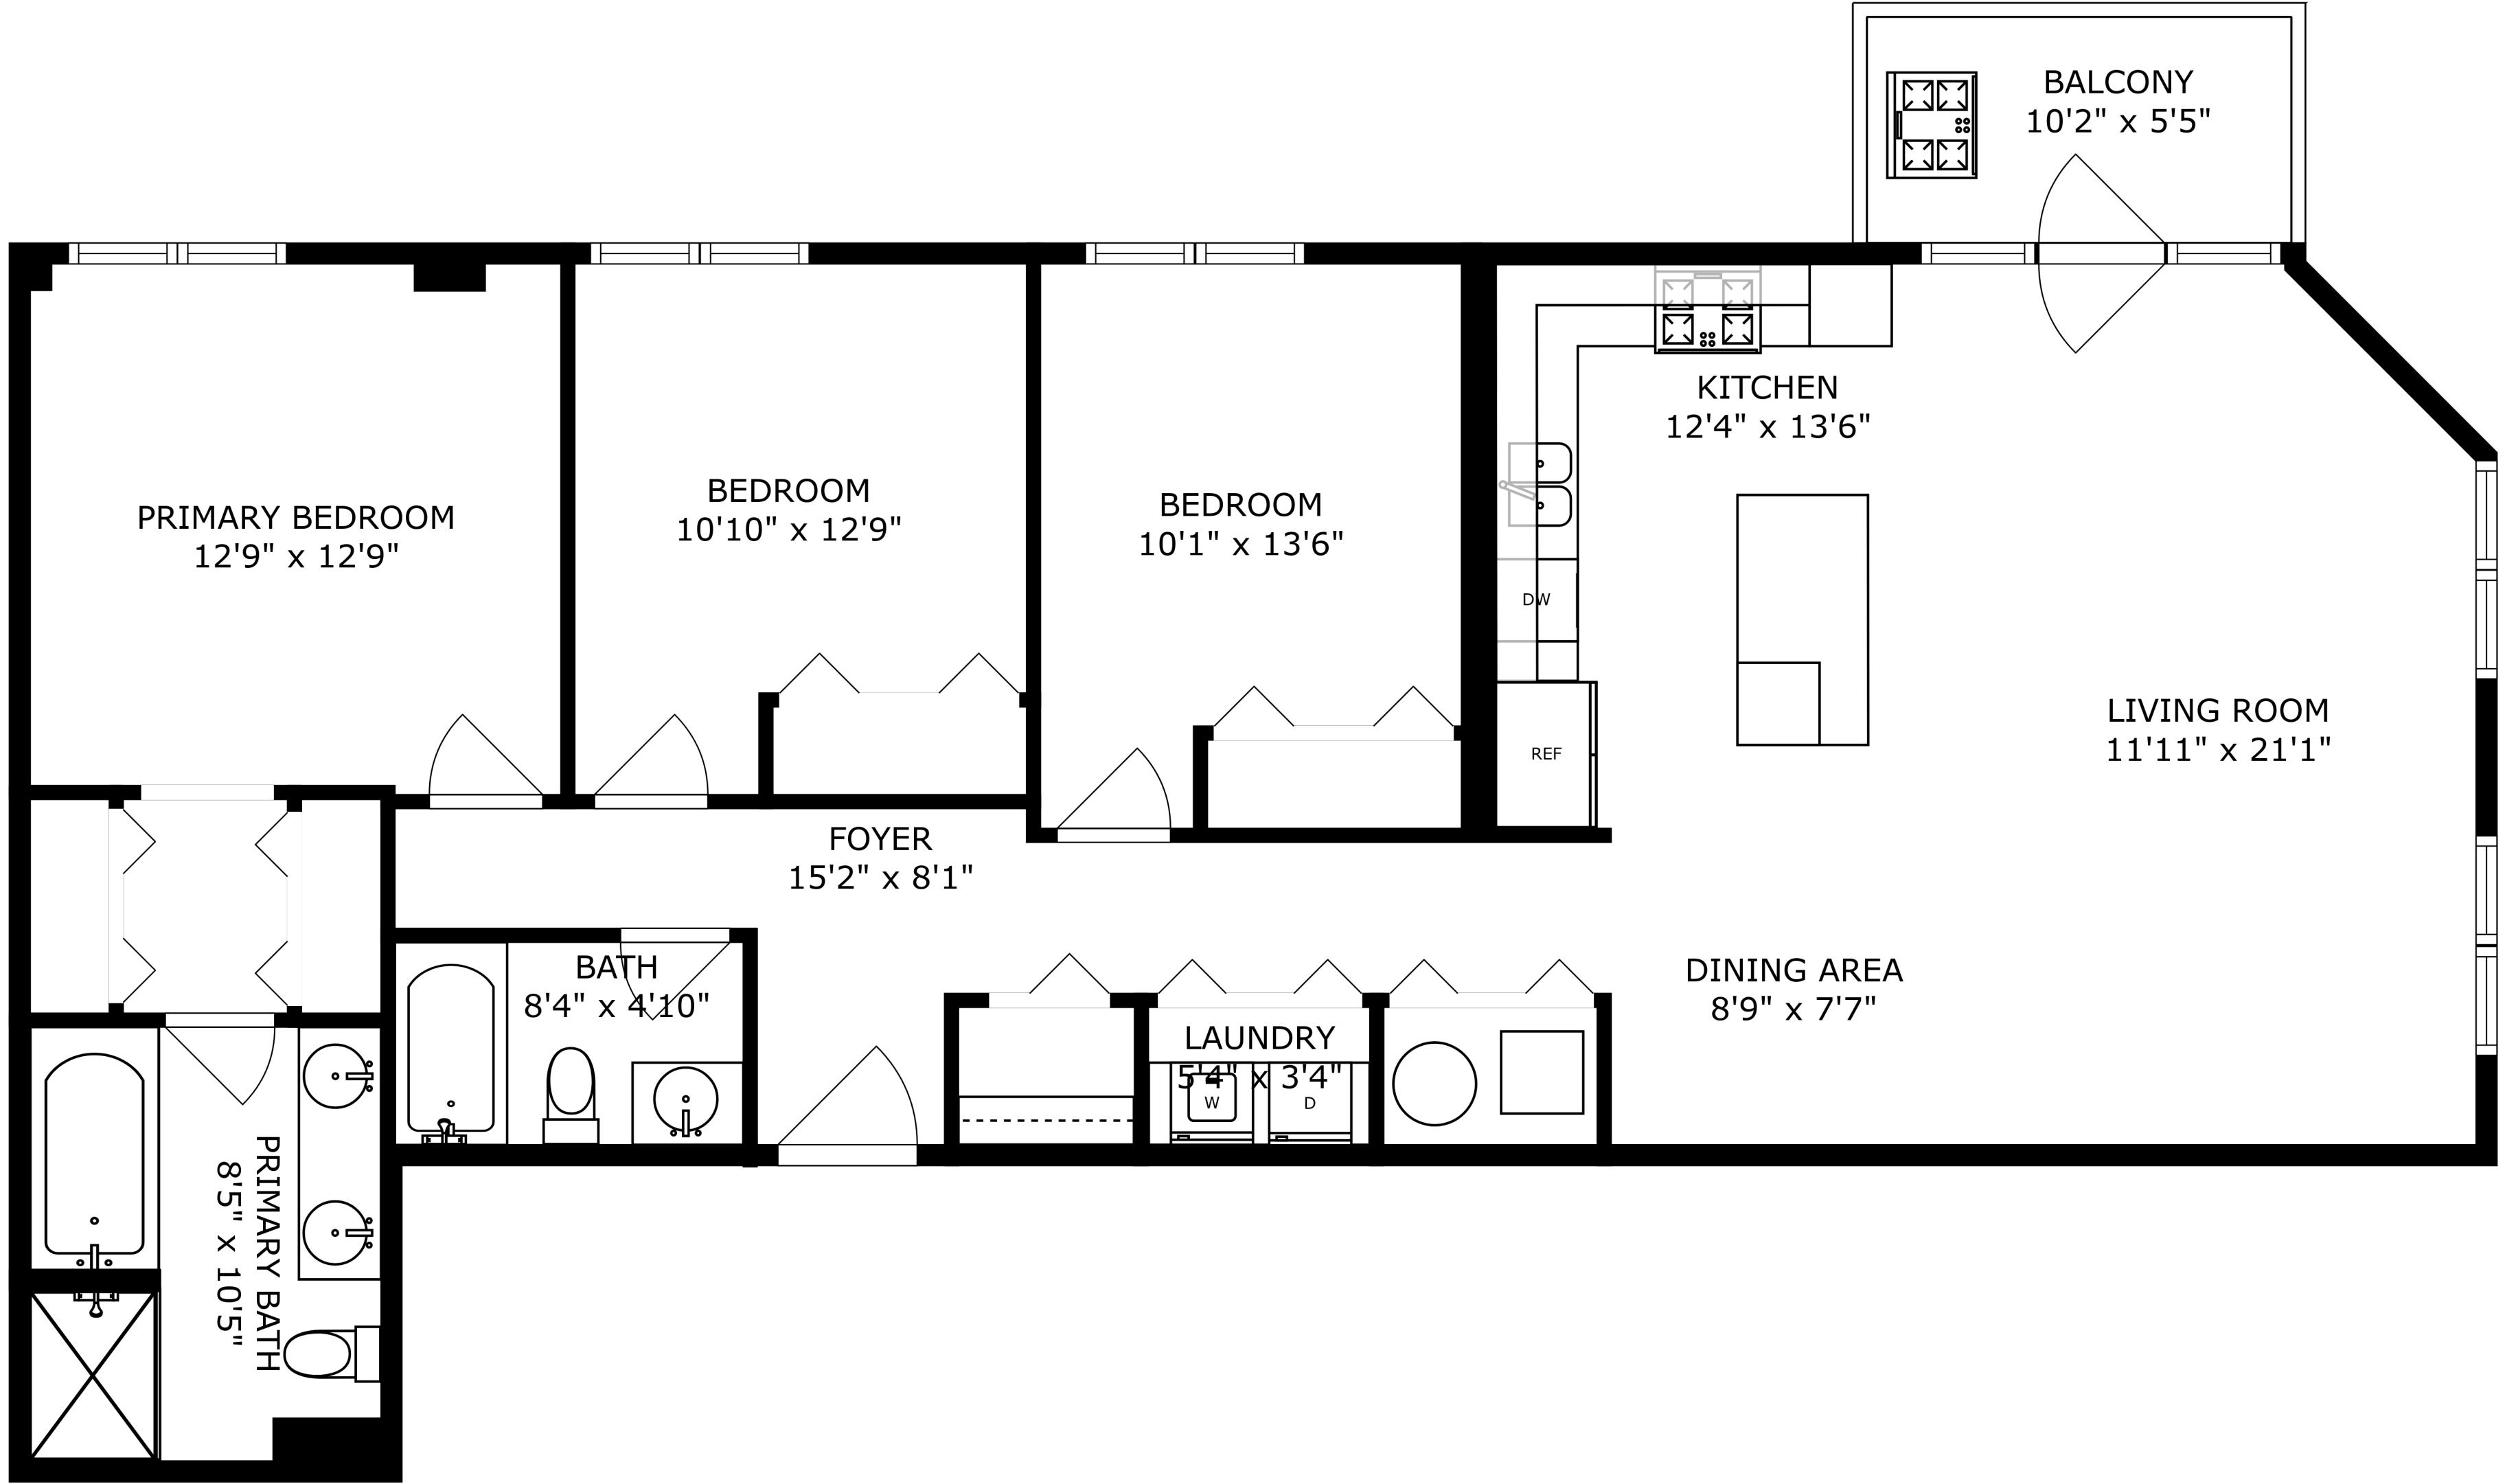 BALCONY
10'2" x 5'5"
KITCHEN
12'4" x 13'6"
PRIMARY BEDROOM
12'9" x 12'9"
BEDROOM
10'10" x 12'9"
BEDROOM
10'1" x 13'6"
DW
REF
LIVING ROOM
11'11" x 21'1"
FOYER
15'2" x 8'1"
BATH
8'4" x 4'10"
DINING AREA
8'9" x 7'7"
LAUNDRY
5'4" x 3'4"
W
D
PRIMARY BATH
8'5" x 10'5"